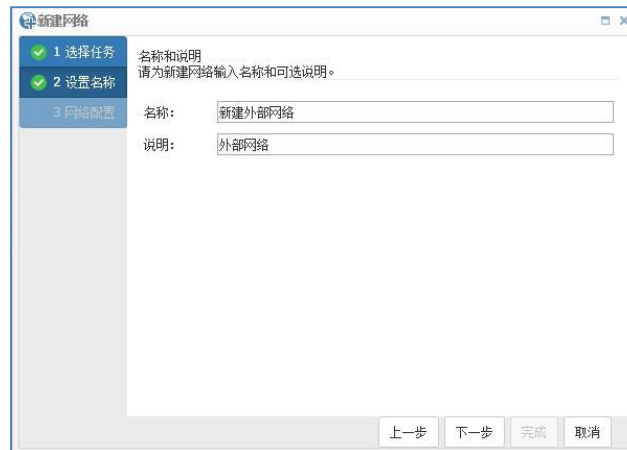 新建网络
1 选择任务
2 设置名称
3 网络配置
名称和说明
请为新建网络输入名称和可选说明。
名称： 新建外部网络
说明： 外部网络
上一步 下一步 完成 取消